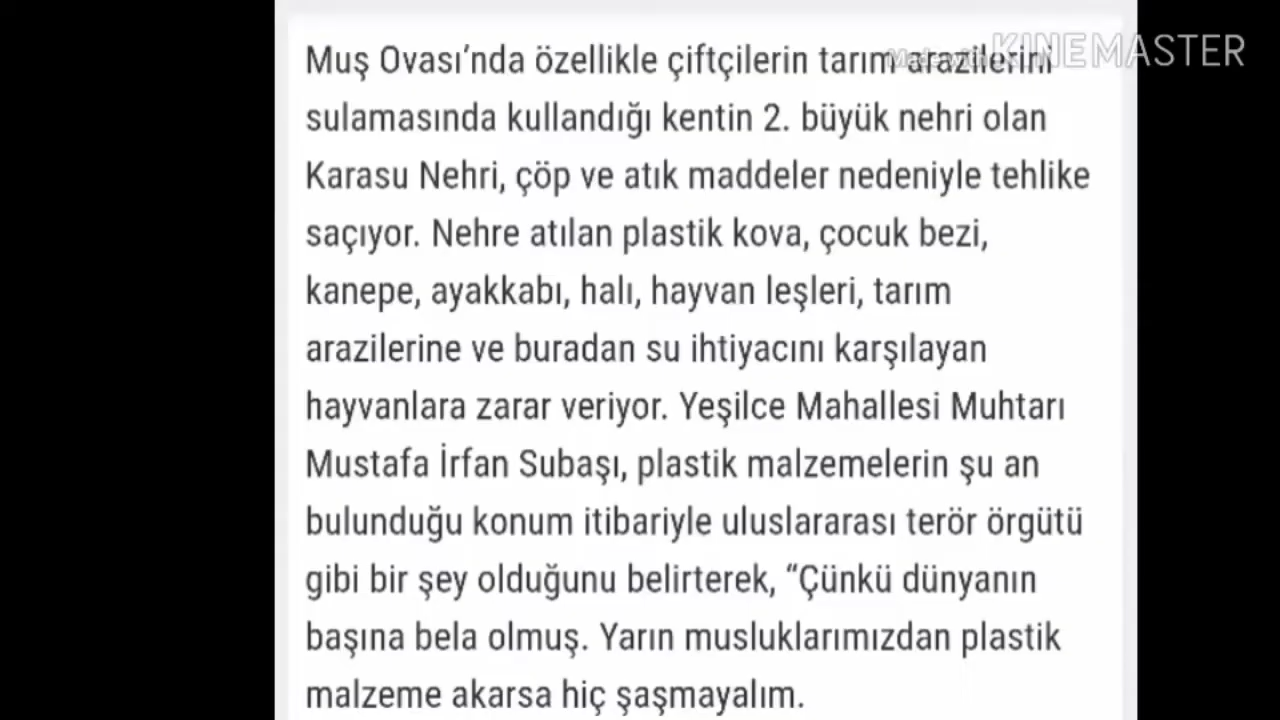 Made with KINEMASTER
Muş Ovası’nda özellikle çiftçilerin tarım arazilerini
sulamasında kullandığı kentin 2. büyük nehri olan
Karasu Nehri, çöp ve atık maddeler nedeniyle tehlike
saçıyor. Nehre atılan plastik kova, çocuk bezi,
kanepe, ayakkabı, halı, hayvan leşleri, tarım
arazilerine ve buradan su ihtiyacını karşılayan
hayvanlara zarar veriyor. Yeşilce Mahallesi Muhtarı
Mustafa İrfan Subaşı, plastik malzemelerin şu an
bulunduğu konum itibariyle uluslararası terör örgütü
gibi bir şey olduğunu belirterek, “Çünkü dünyanın
başına bela olmuş. Yarın musluklarımızdan plastik
malzeme akarsa hiç şaşmayalım.